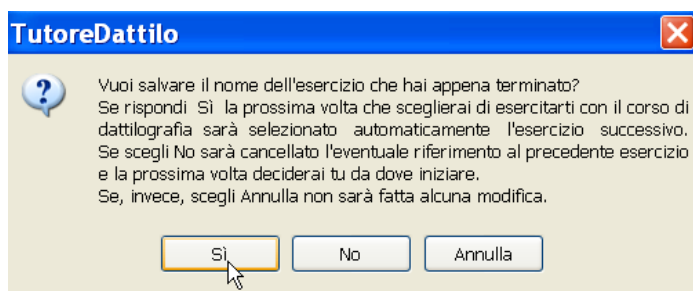 TutoreDattilo
Vuoi salvare il nome dell'esercizio che hai appena terminato?
Se rispondi Sì la prossima volta che sceglierai di esercitarti con il corso di
dattilografia sarà selezionato automaticamente l'esercizio successivo.
Se scegli No sarà cancellato l'eventuale riferimento al precedente esercizio
e la prossima volta deciderai tu da dove iniziare.
Se, invece, scegli Annulla non sarà fatta alcuna modifica.
Sì No Annulla